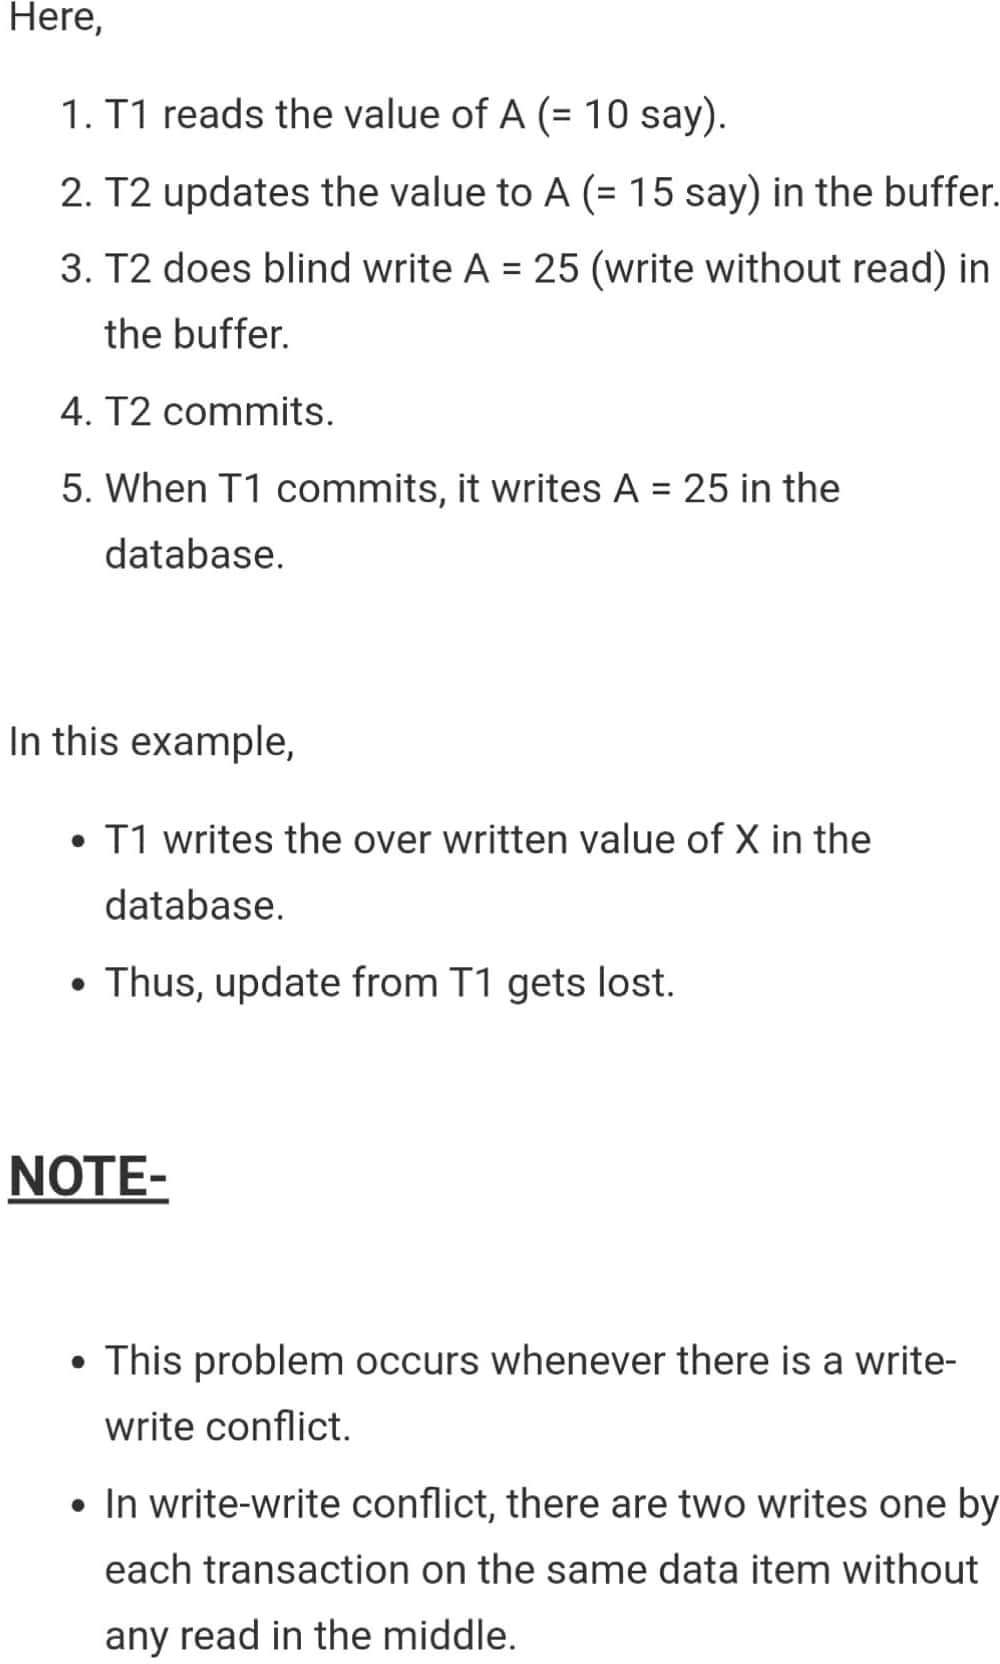 Here,
1. T1 reads the value of A (= 10 say).
2. T2 updates the value to A (= 15 say) in the buffer.
3. T2 does blind write A = 25 (write without read) in
the buffer.
4. T2 commits.
5. When T1 commits, it writes A = 25 in the
database.
In this example,
• T1 writes the over written value of X in the
database.
• Thus, update from T1 gets lost.
NOTE-
• This problem occurs whenever there is a write-
write conflict.
• In write-write conflict, there are two writes one by
each transaction on the same data item without
any read in the middle.